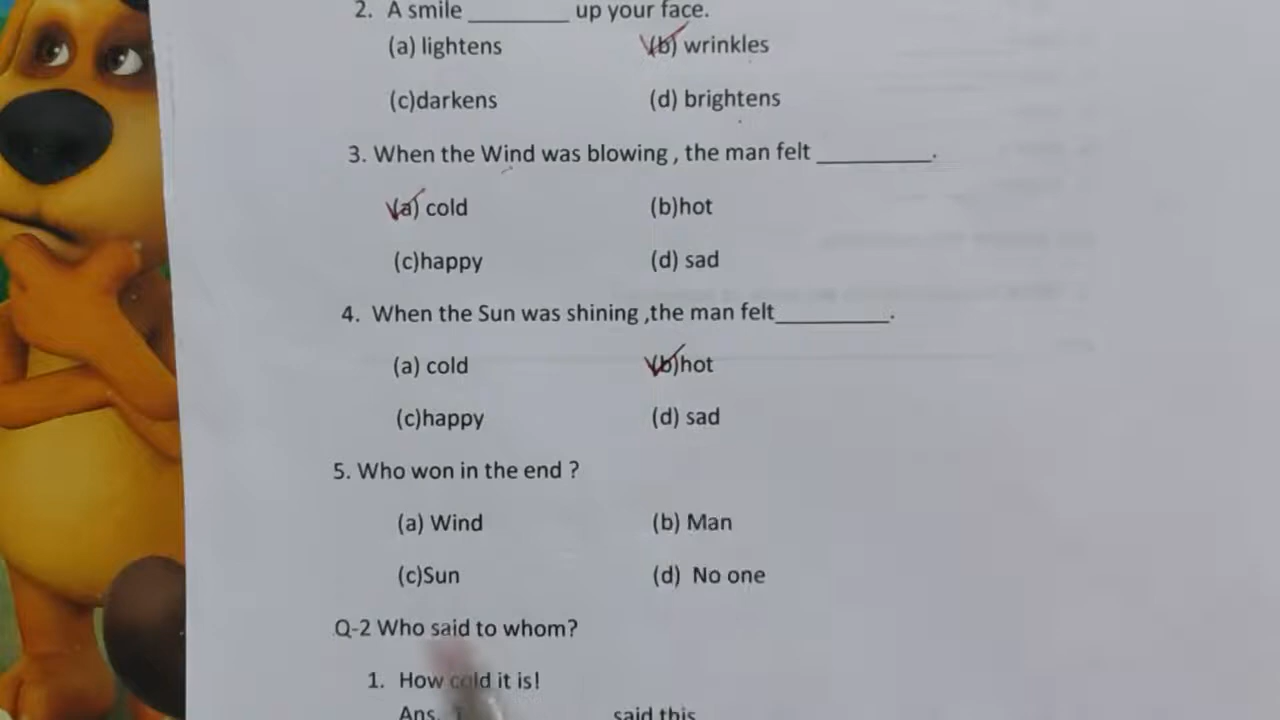 2. A smile ________ up your face.
(a) lightens (b) wrinkles
(c)darkens (d) brightens
3. When the Wind was blowing , the man felt _________.
(a) cold (b)hot
(c)happy (d) sad
4. When the Sun was shining ,the man felt_________.
(a) cold (b)hot
(c)happy (d) sad
5. Who won in the end ?
(a) Wind (b) Man
(c)Sun (d) No one
Q-2 Who said to whom?
1. How cold it is!
Ans. said this